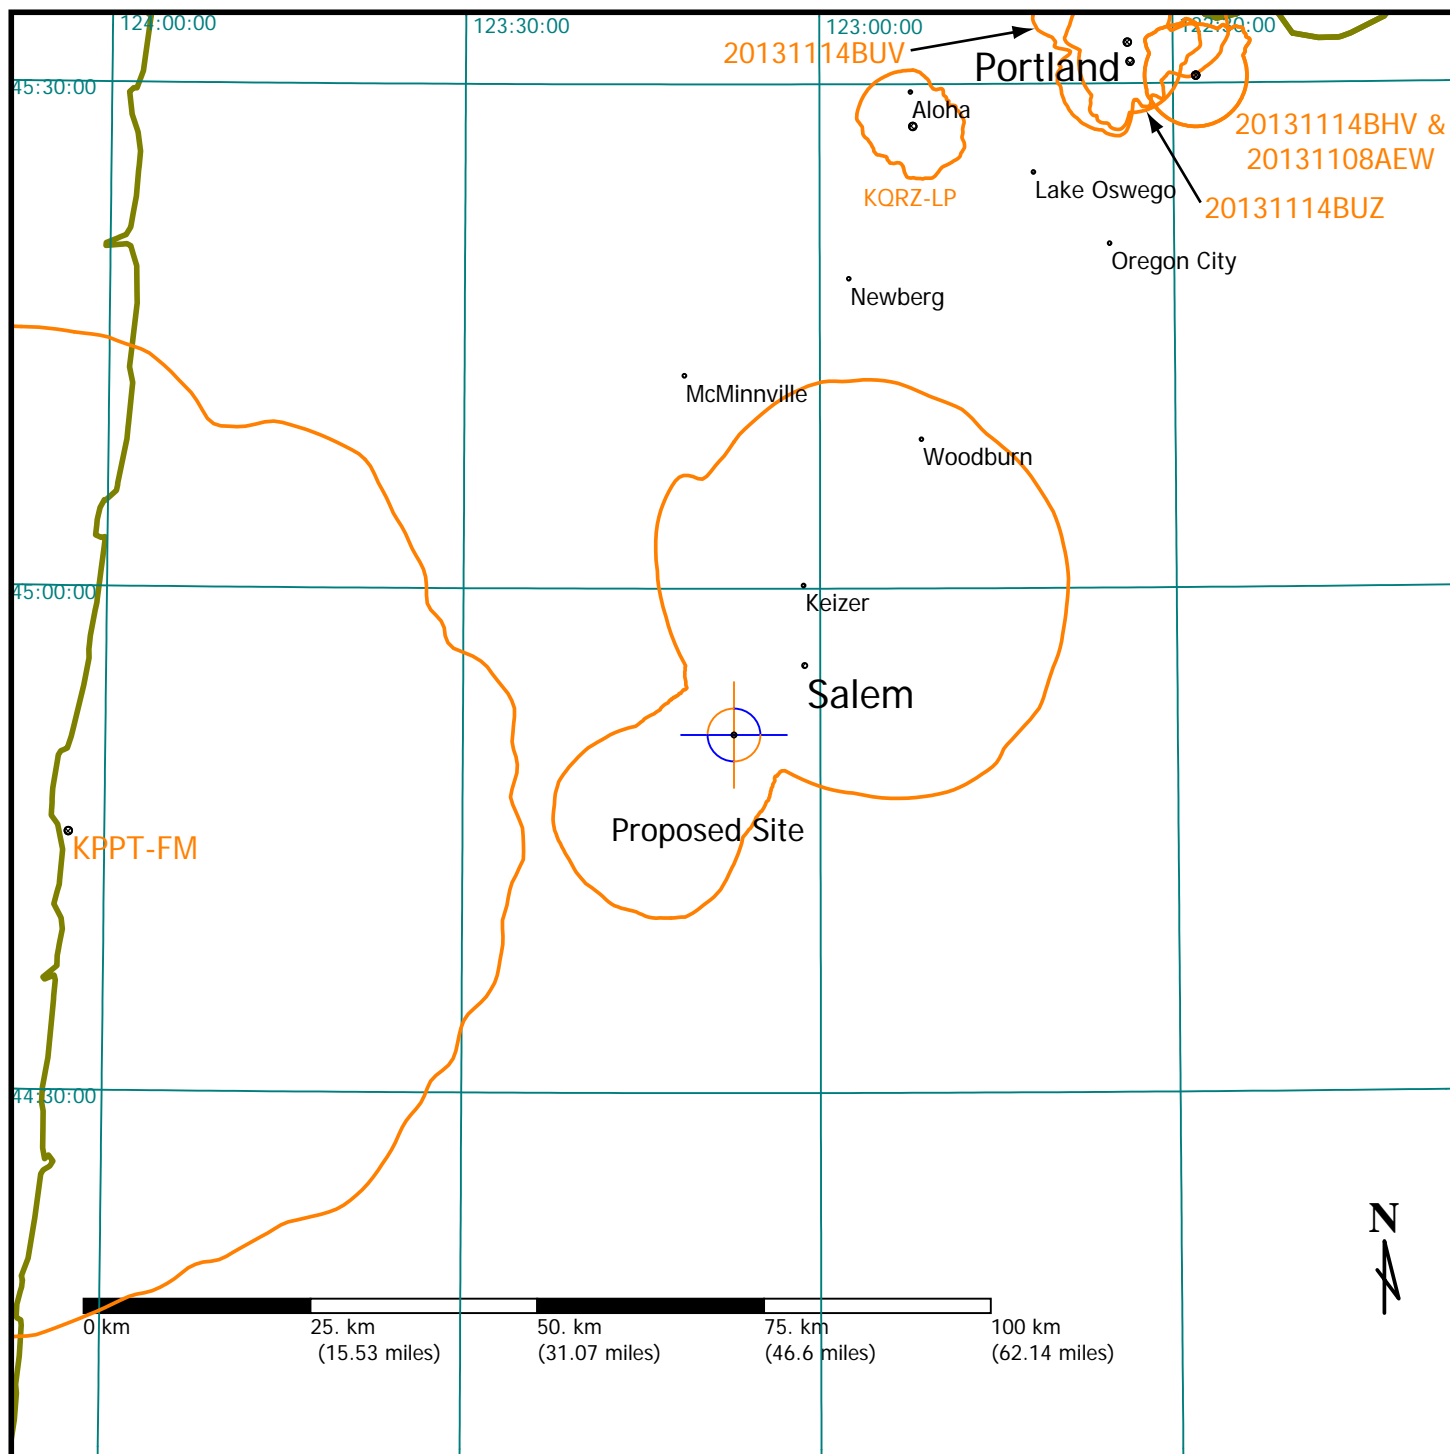 124:00:00
123:30:00
123:00:00
122:30:00
20131114BUV
Portland
45:30:00
Aloha
20131114BHV &
20131108AEW
KQRZ-LP
Lake Oswego
20131114BUZ
Oregon City
Newberg
McMinnville
Woodburn
45:00:00
Keizer
Salem
Proposed Site
KPPT-FM
44:30:00
N
0 km
25. km
50. km
75. km
100 km
(15.53 miles)
(31.07 miles)
(46.6 miles)
(62.14 miles)